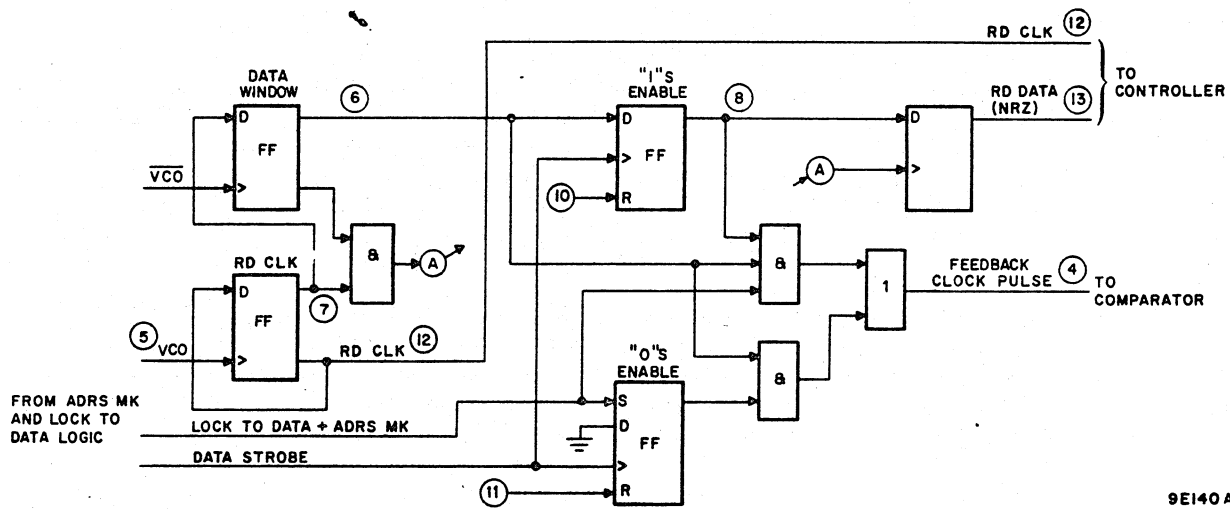 RD CLK 12
DATA
WINDOW
6
"1"S
ENABLE
8
RD DATA
(NRZ) 13
TO
CONTROLLER
D
FF
>
D
FF
>
R
D
>
VCO
10
A
&
A
RD CLK
7
D
FF
>
5
VCO
RD CLK 12
&
1
FEEDBACK
CLOCK PULSE 4
TO
COMPARATOR
"0"S
ENABLE
&
S
D
FF
>
R
FROM ADRS MK
AND LOCK TO
DATA LOGIC
LOCK TO DATA + ADRS MK
DATA STROBE
11
9E140A